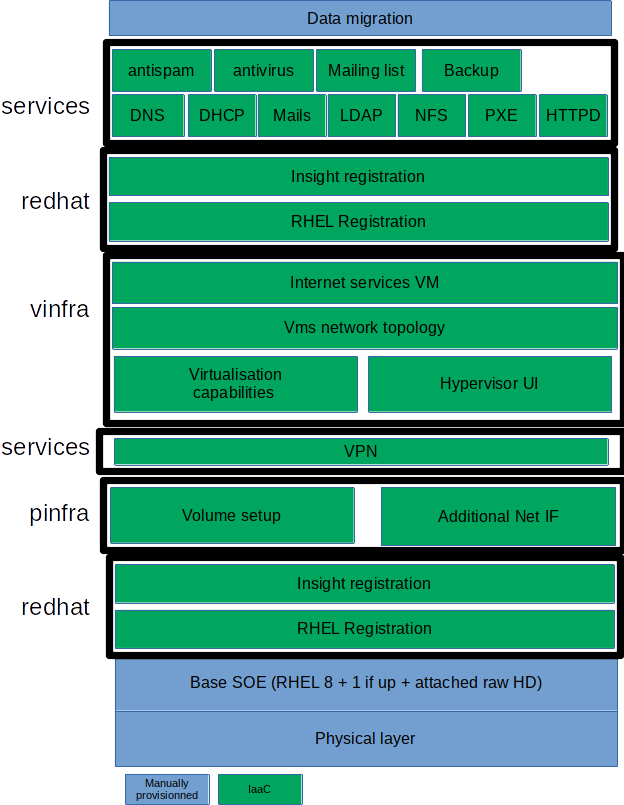 Data migration
antispam antivirus Mailing list Backup
services
DNS DHCP Mails LDAP NFS PXE HTTPD
Insight registration
redhat
RHEL Registration
Internet services VM
vinfra
Vms network topology
Virtualisation
capabilities
Hypervisor UI
services
VPN
pinfra
Volume setup Additional Net IF
Insight registration
redhat
RHEL Registration
Base SOE (RHEL 8 + 1 if up + attached raw HD)
Physical layer
Manually
provisionned
IaaC